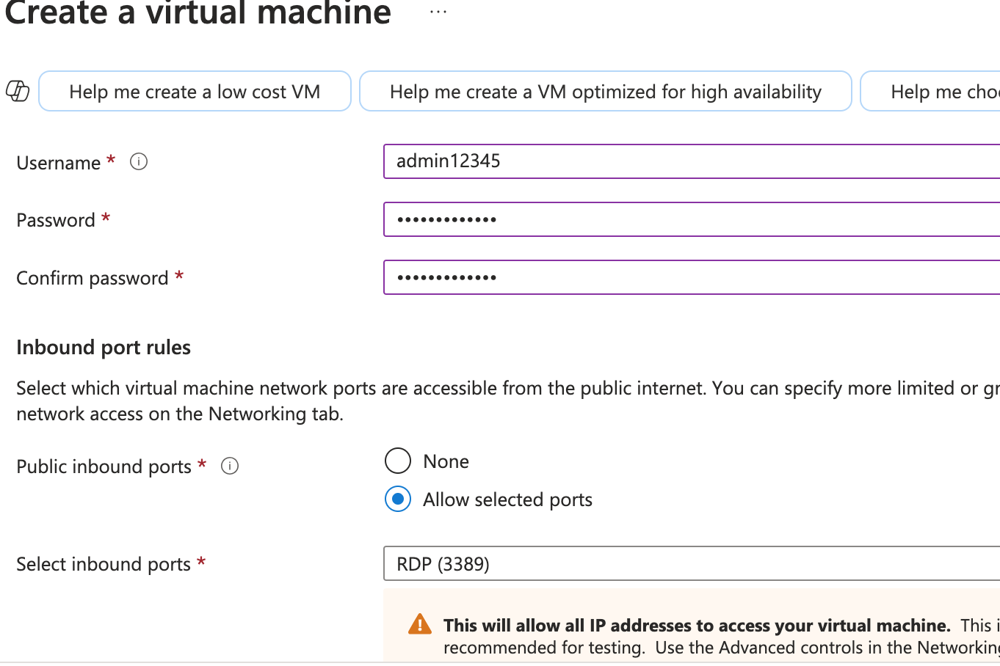 Create a virtual machine ...
Help me create a low cost VM
Help me create a VM optimized for high availability
Help me
Username *
admin12345
Password *
•••••••••••••
Confirm password *
•••••••••••••
Inbound port rules
Select which virtual machine network ports are accessible from the public internet. You can specify more limited or
network access on the Networking tab.
Public inbound ports *
None
Allow selected ports
Select inbound ports *
RDP (3389)
This will allow all IP addresses to access your virtual machine. This
recommended for testing. Use the Advanced controls in the Networking